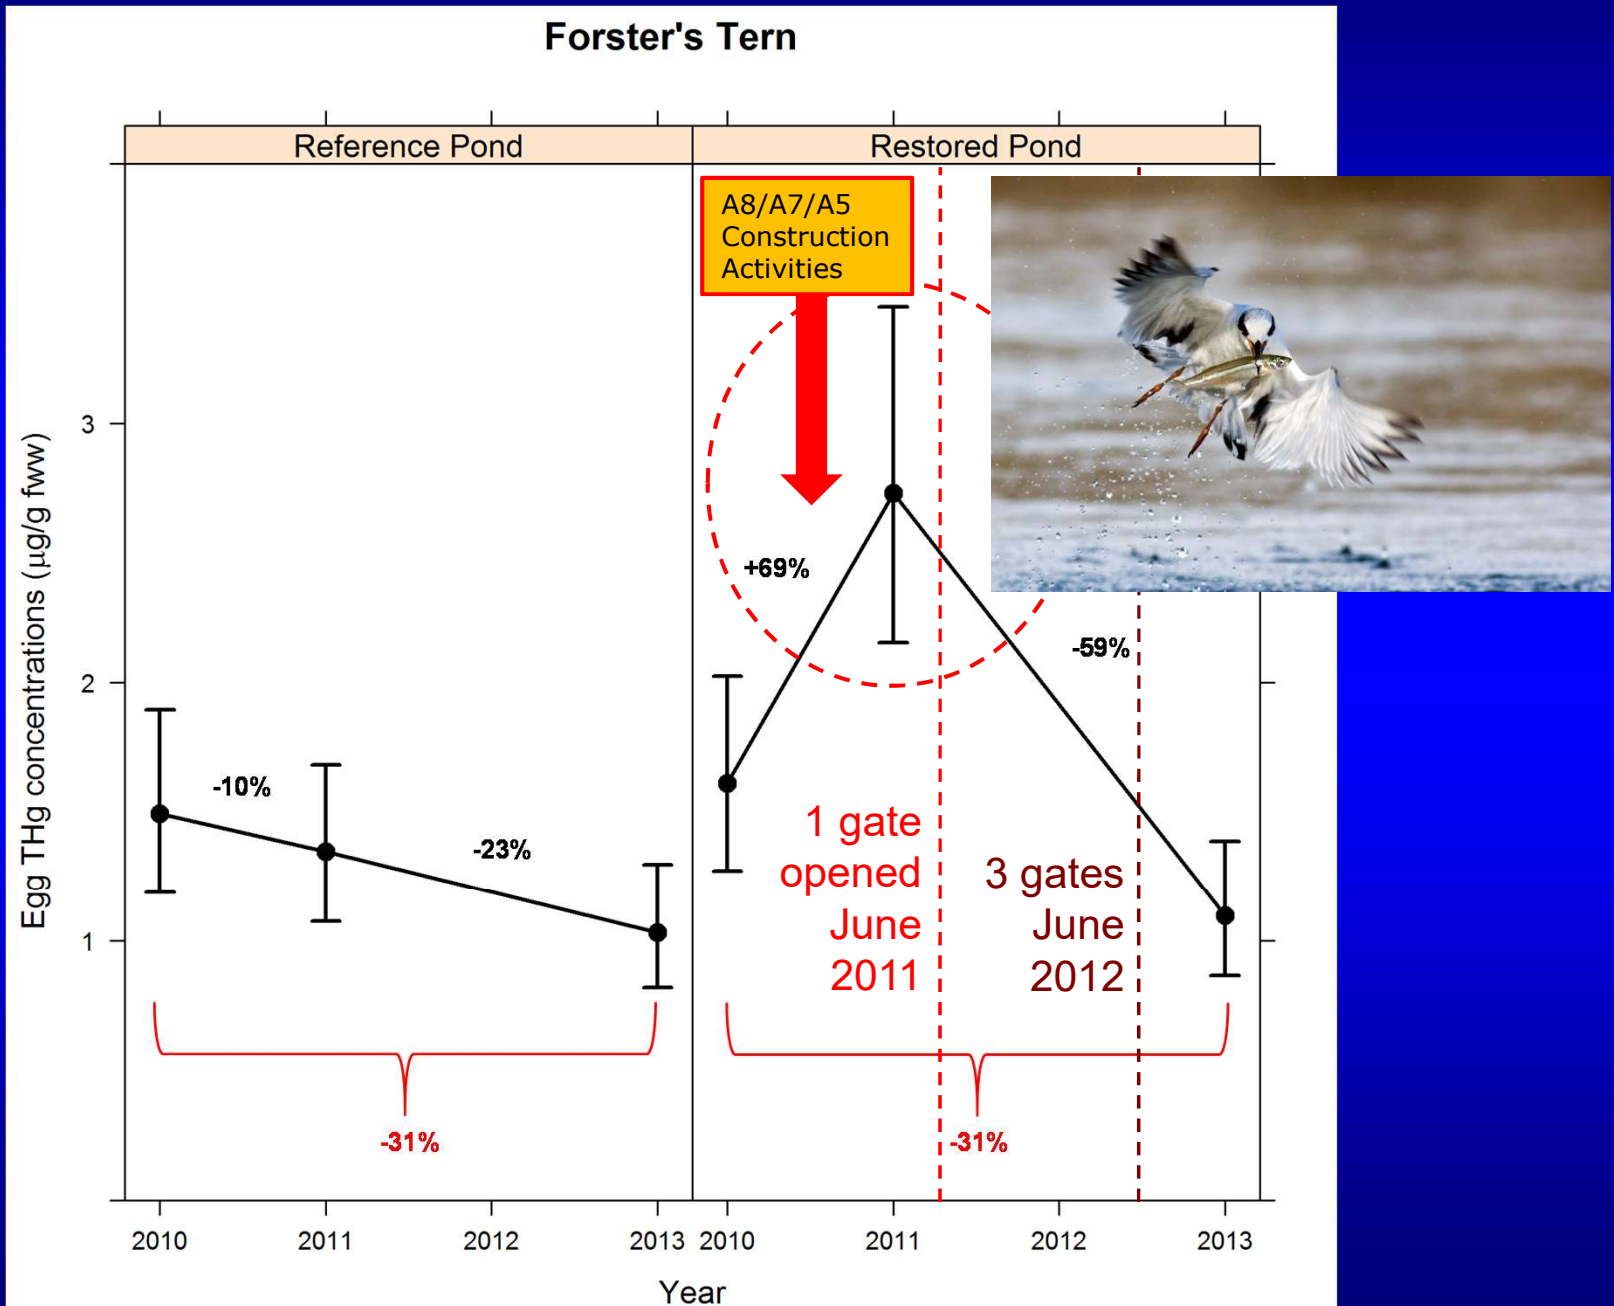 Forster's Tern
Reference Pond
Restored Pond
A8/A7/A5
Construction
Activities
Egg THg concentrations (µg/g fww)
3
2
1
-10%
-23%
-31%
+69%
-59%
-31%
1 gate
opened
June
2011
3 gates
June
2012
2010 2011 2012 2013 2010 2011 2012 2013
Year